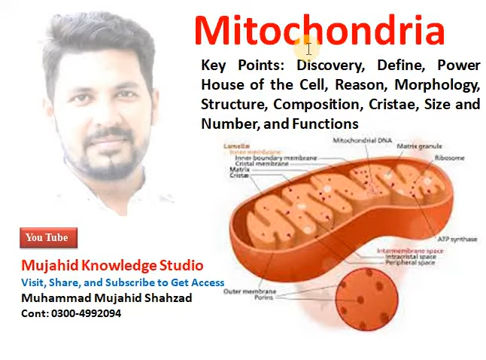 Mitochondria
Key Points: Discovery, Define, Power
House of the Cell, Reason, Morphology,
Structure, Composition, Cristae, Size and
Number, and Functions
Mitochondrial DNA
Lamellae
Matrix granule
Inner membrane
Inner boundary membrane
Ribosome
Cristal membrane
Matrix
Cristae
ATP synthase
Intermembrane space
Intracristal space
Peripheral space
Outer membrane
Porins
You Tube
Mujahid Knowledge Studio
Visit, Share, and Subscribe to Get Access
Muhammad Mujahid Shahzad
Cont: 0300-4992094